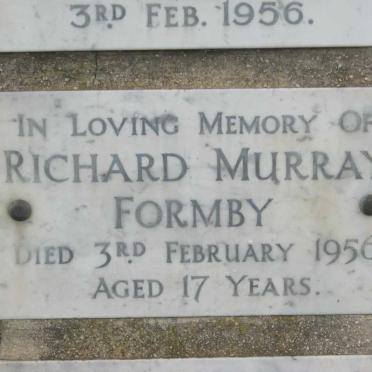 3RD FEB. 1956.
IN LOVING MEMORY OF
RICHARD MURRAY
FORMBY
DIED 3RD FEBRUARY 1956
AGED 17 YEARS.